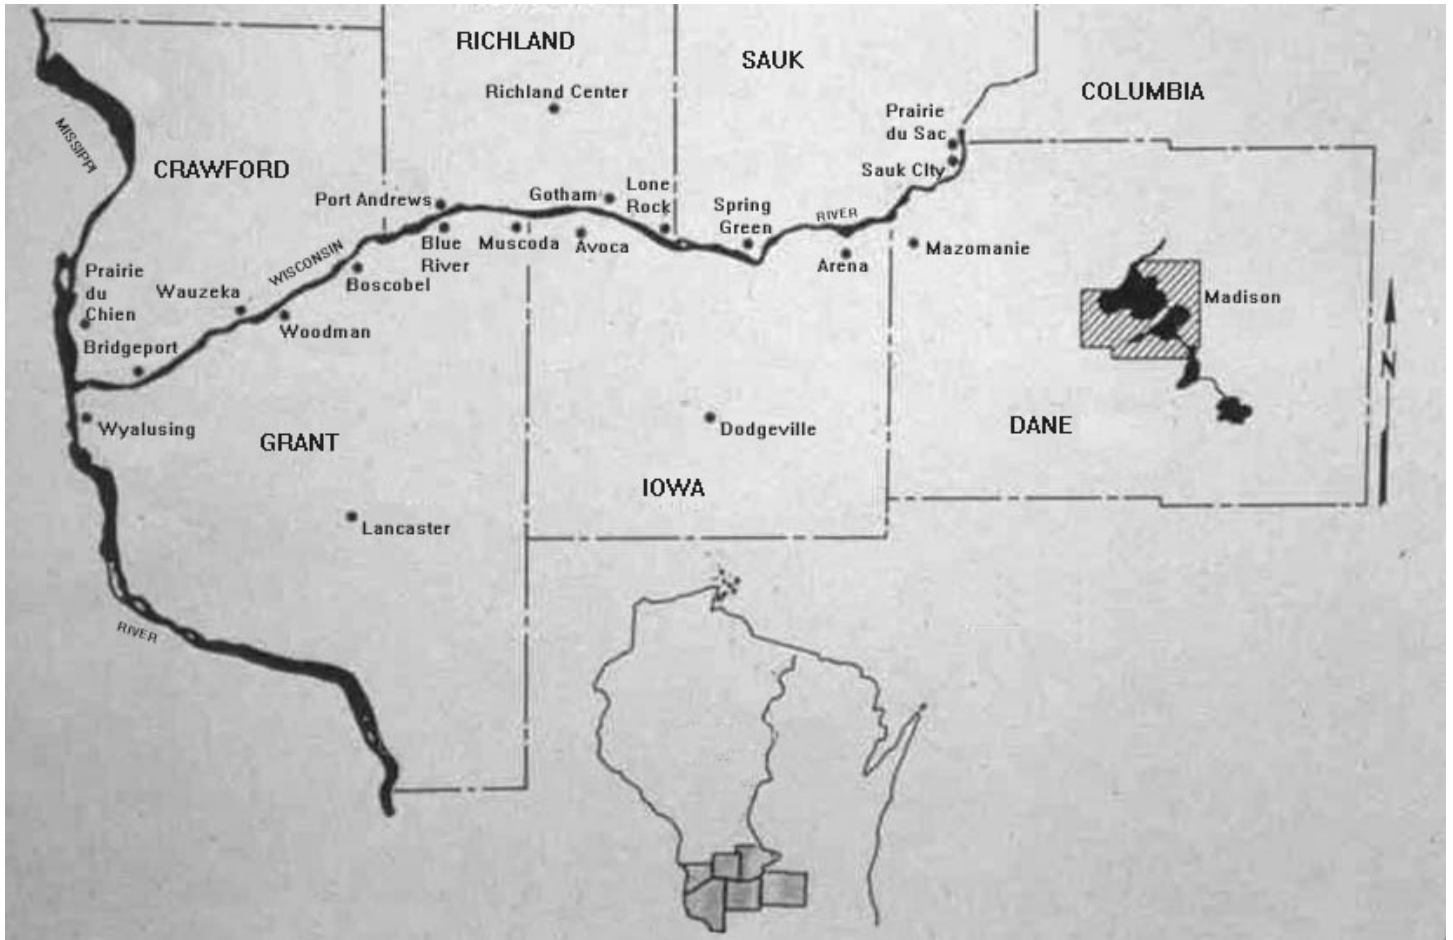 RICHLAND
SAUK
Richland Center
COLUMBIA
Prairie
du Sac
MISSIPPI
CRAWFORD
Sauk CIty
Port Andrews
Gotham
Lone
Rock
Spring
Green
RIVER
WISCONSIN
Blue
River
Muscoda
Avoca
Arena
Mazomanie
Prairie
du
Chien
Wauzeka
Boscobel
Madison
Woodman
Bridgeport
N
Wyalusing
GRANT
Dodgeville
DANE
IOWA
Lancaster
RIVER